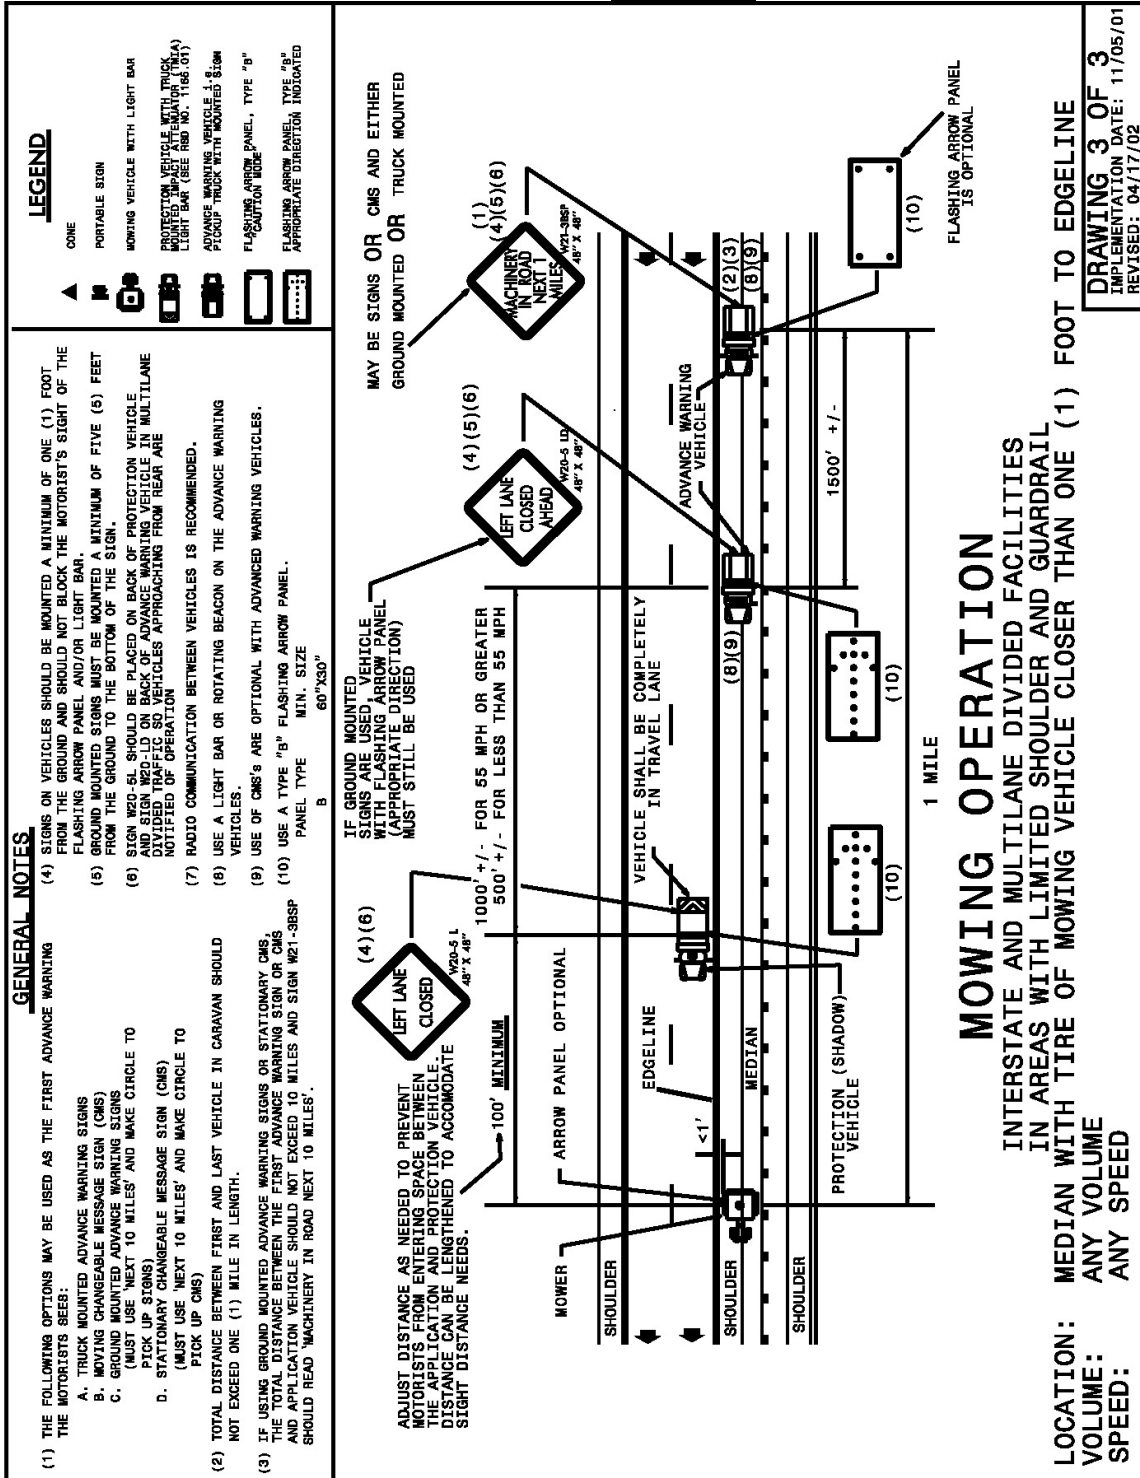 GENERAL NOTES
(1) THE FOLLOWING OPTIONS MAY BE USED AS THE FIRST ADVANCE WARNING
THE MOTORISTS SEES:
A. TRUCK MOUNTED ADVANCE WARNING SIGNS
B. MOVING CHANGEABLE MESSAGE SIGN (CMS)
C. GROUND MOUNTED ADVANCE WARNING SIGNS
(MUST USE 'NEXT 10 MILES' AND MAKE CIRCLE TO
PICK UP SIGNS)
D. STATIONARY CHANGEABLE MESSAGE SIGN (CMS)
(MUST USE 'NEXT 10 MILES' AND MAKE CIRCLE TO
PICK UP CMS)
(2) TOTAL DISTANCE BETWEEN FIRST AND LAST VEHICLE IN CARAVAN SHOULD
NOT EXCEED ONE (1) MILE IN LENGTH.
(3) IF USING GROUND MOUNTED ADVANCE WARNING SIGNS OR STATIONARY CMS,
THE TOTAL DISTANCE BETWEEN THE FIRST ADVANCE WARNING SIGN OR CMS
AND APPLICATION VEHICLE SHOULD NOT EXCEED 10 MILES AND SIGN W21-3BSP
SHOULD READ 'MACHINERY IN ROAD NEXT 10 MILES'.
(4) SIGNS ON VEHICLES SHOULD BE MOUNTED A MINIMUM OF ONE (1) FOOT
FROM THE GROUND AND SHOULD NOT BLOCK THE MOTORIST'S SIGHT OF THE
FLASHING ARROW PANEL AND/OR LIGHT BAR.
(5) GROUND MOUNTED SIGNS MUST BE MOUNTED A MINIMUM OF FIVE (5) FEET
FROM THE GROUND TO THE BOTTOM OF THE SIGN.
(6) SIGN W20-5L SHOULD BE PLACED ON BACK OF PROTECTION VEHICLE
AND SIGN W20-LD ON BACK OF ADVANCE WARNING VEHICLE IN MULTILANE
DIVIDED TRAFFIC SO VEHICLES APPROACHING FROM REAR ARE
NOTIFIED OF OPERATION
(7) RADIO COMMUNICATION BETWEEN VEHICLES IS RECOMMENDED.
(8) USE A LIGHT BAR OR ROTATING BEACON ON THE ADVANCE WARNING
VEHICLES.
(9) USE OF CMS's ARE OPTIONAL WITH ADVANCED WARNING VEHICLES.
(10) USE A TYPE "B" FLASHING ARROW PANEL.
PANEL TYPE MIN. SIZE
B 60"X30"
LEGEND
CONE
PORTABLE SIGN
MOWING VEHICLE WITH LIGHT BAR
PROTECTION VEHICLE WITH TRUCK
MOUNTED IMPACT ATTENUATOR (TMIA)
LIGHT BAR (SEE RBD NO. 1166.01)
ADVANCE WARNING VEHICLE i.e.
PICKUP TRUCK WITH MOUNTED SIGN
FLASHING ARROW PANEL, TYPE "B"
"CAUTION MODE"
FLASHING ARROW PANEL, TYPE "B"
APPROPRIATE DIRECTION INDICATED
ADJUST DISTANCE AS NEEDED TO PREVENT
MOTORISTS FROM ENTERING SPACE BETWEEN
THE APPLICATION AND PROTECTION VEHICLE.
DISTANCE CAN BE LENGTHENED TO ACCOMODATE
SIGHT DISTANCE NEEDS.
LEFT LANE
CLOSED
(4)(6)
W20-5 L
48" X 48"
IF GROUND MOUNTED
SIGNS ARE USED, VEHICLE
WITH FLASHING ARROW PANEL
(APPROPRIATE DIRECTION)
MUST STILL BE USED
LEFT LANE
CLOSED
AHEAD
(4)(5)(6)
W20-5 LD
48" X 48"
MAY BE SIGNS OR CMS AND EITHER
GROUND MOUNTED OR TRUCK MOUNTED
MACHINERY
IN ROAD
NEXT 1
MILES
(1)
(4)(5)(6)
W21-3BSP
48" X 48"
100' MINIMUM
1000' +/- FOR 55 MPH OR GREATER
500' +/- FOR LESS THAN 55 MPH
ARROW PANEL OPTIONAL
VEHICLE SHALL BE COMPLETELY
IN TRAVEL LANE
ADVANCE WARNING
VEHICLE
MOWER
SHOULDER
EDGELINE
<1'
SHOULDER
MEDIAN
(8)(9)
(2)(3)
(8)(9)
SHOULDER
PROTECTION (SHADOW)
VEHICLE
(10)
(10)
(10)
1500' +/-
FLASHING ARROW PANEL
IS OPTIONAL
1 MILE
MOWING OPERATION
INTERSTATE AND MULTILANE DIVIDED FACILITIES
IN AREAS WITH LIMITED SHOULDER AND GUARDRAIL
LOCATION: MEDIAN WITH TIRE OF MOWING VEHICLE CLOSER THAN ONE (1) FOOT TO EDGELINE
VOLUME: ANY VOLUME
SPEED: ANY SPEED
DRAWING 3 OF 3
IMPLEMENTATION DATE: 11/05/01
REVISED: 04/17/02